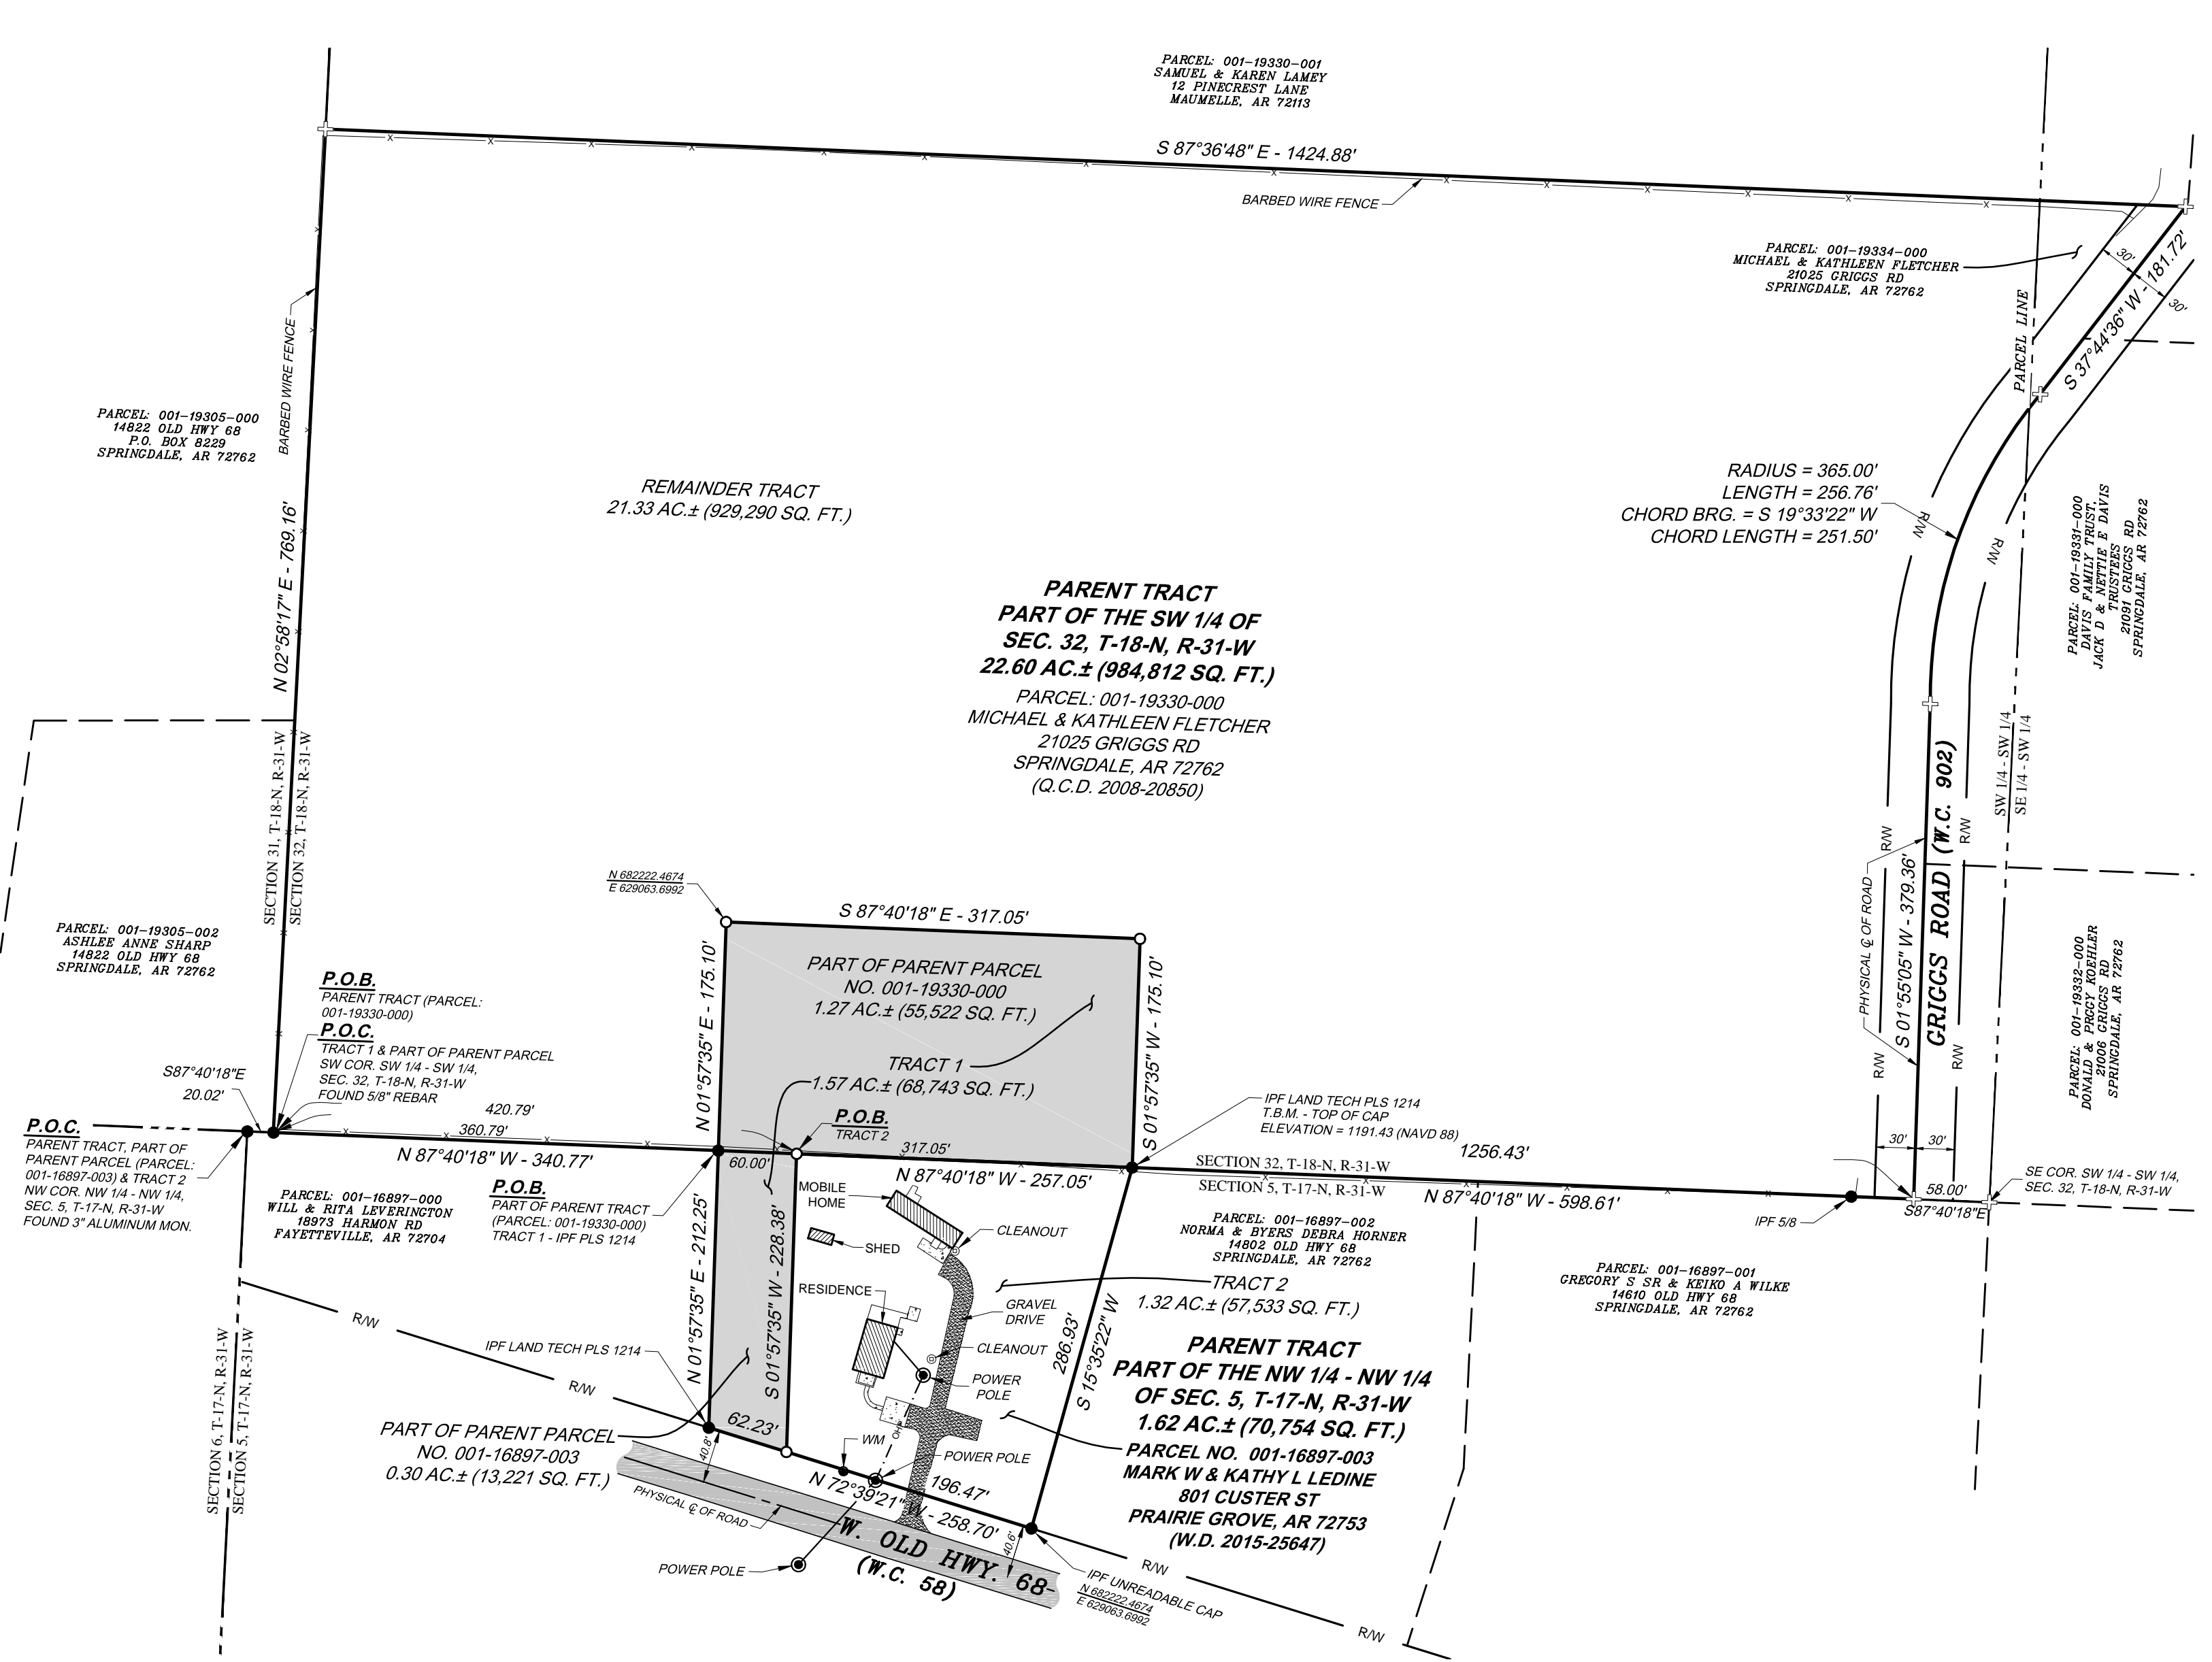 PARCEL: 001-19330-001
SAMUEL & KAREN LAMEY
12 PINECREST LANE
MAUMELLE, AR 72113
S 87°36'48" E - 1424.88'
BARBED WIRE FENCE
PARCEL: 001-19334-000
MICHAEL & KATHLEEN FLETCHER
21025 GRIGGS RD
SPRINGDALE, AR 72762
30'
30'
S 37°44'36" W - 181.72'
PARCEL LINE
BARBED WIRE FENCE
PARCEL: 001-19305-000
14822 OLD HWY 68
P.O. BOX 8229
SPRINGDALE, AR 72762
N 02°58'17" E - 769.16'
REMAINDER TRACT
21.33 AC.± (929,290 SQ. FT.)
RADIUS = 365.00'
LENGTH = 256.76'
CHORD BRG. = S 19°33'22" W
CHORD LENGTH = 251.50'
R/W
R/W
PARCEL: 001-19331-000
DAVIS FAMILY TRUST,
JACK D & NETTIE E DAVIS
TRUSTEES
21091 GRIGGS RD
SPRINGDALE, AR 72762
PARENT TRACT
PART OF THE SW 1/4 OF
SEC. 32, T-18-N, R-31-W
22.60 AC.± (984,812 SQ. FT.)
PARCEL: 001-19330-000
MICHAEL & KATHLEEN FLETCHER
21025 GRIGGS RD
SPRINGDALE, AR 72762
(Q.C.D. 2008-20850)
SECTION 31, T-18-N, R-31-W
SECTION 32, T-18-N, R-31-W
SW 1/4 - SW 1/4
SE 1/4 - SW 1/4
R/W
R/W
PHYSICAL ℄ OF ROAD
S 01°55'05" W - 379.36'
GRIGGS ROAD (W.C. 902)
R/W
R/W
PARCEL: 001-19332-000
DONALD & PRGGY KOEHLER
21006 GRIGGS RD
SPRINGDALE, AR 72762
N 682222.4674
E 629063.6992
S 87°40'18" E - 317.05'
N 01°57'35" E - 175.10'
PART OF PARENT PARCEL
NO. 001-19330-000
1.27 AC.± (55,522 SQ. FT.)
S 01°57'35" W - 175.10'
TRACT 1
1.57 AC.± (68,743 SQ. FT.)
PARCEL: 001-19305-002
ASHLEE ANNE SHARP
14822 OLD HWY 68
SPRINGDALE, AR 72762
P.O.B.
PARENT TRACT (PARCEL:
001-19330-000)
P.O.C.
TRACT 1 & PART OF PARENT PARCEL
SW COR. SW 1/4 - SW 1/4,
SEC. 32, T-18-N, R-31-W
FOUND 5/8" REBAR
S87°40'18"E
20.02'
P.O.C.
PARENT TRACT, PART OF
PARENT PARCEL (PARCEL:
001-16897-003) & TRACT 2
NW COR. NW 1/4 - NW 1/4,
SEC. 5, T-17-N, R-31-W
FOUND 3" ALUMINUM MON.
420.79'
360.79'
N 87°40'18" W - 340.77'
P.O.B.
TRACT 2
60.00'
317.05'
N 87°40'18" W - 257.05'
IPF LAND TECH PLS 1214
T.B.M. - TOP OF CAP
ELEVATION = 1191.43 (NAVD 88)
SECTION 32, T-18-N, R-31-W
SECTION 5, T-17-N, R-31-W
1256.43'
N 87°40'18" W - 598.61'
IPF 5/8
30'
30'
58.00'
S87°40'18"E
SE COR. SW 1/4 - SW 1/4,
SEC. 32, T-18-N, R-31-W
PARCEL: 001-16897-000
WILL & RITA LEVERINGTON
18973 HARMON RD
FAYETTEVILLE, AR 72704
P.O.B.
PART OF PARENT TRACT
(PARCEL: 001-19330-000)
TRACT 1 - IPF PLS 1214
MOBILE
HOME
SHED
CLEANOUT
RESIDENCE
GRAVEL
DRIVE
CLEANOUT
POWER
POLE
N 01°57'35" E - 212.25'
S 01°57'35" W - 228.38'
286.93'
S 15°35'22" W
PARCEL: 001-16897-002
NORMA & BYERS DEBRA HORNER
14802 OLD HWY 68
SPRINGDALE, AR 72762
TRACT 2
1.32 AC.± (57,533 SQ. FT.)
PARCEL: 001-16897-001
GREGORY S SR & KEIKO A WILKE
14610 OLD HWY 68
SPRINGDALE, AR 72762
PARENT TRACT
PART OF THE NW 1/4 - NW 1/4
OF SEC. 5, T-17-N, R-31-W
1.62 AC.± (70,754 SQ. FT.)
PARCEL NO. 001-16897-003
MARK W & KATHY L LEDINE
801 CUSTER ST
PRAIRIE GROVE, AR 72753
(W.D. 2015-25647)
R/W
R/W
SECTION 6, T-17-N, R-31-W
SECTION 5, T-17-N, R-31-W
IPF LAND TECH PLS 1214
PART OF PARENT PARCEL
NO. 001-16897-003
0.30 AC.± (13,221 SQ. FT.)
62.23'
40.8'
OHP
WM
POWER POLE
N 72°39'21" W - 258.70'
196.47'
PHYSICAL ℄ OF ROAD
W. OLD HWY. 68
(W.C. 58)
POWER POLE
40.6'
IPF UNREADABLE CAP
N 682222.4674
E 629063.6992
R/W
R/W